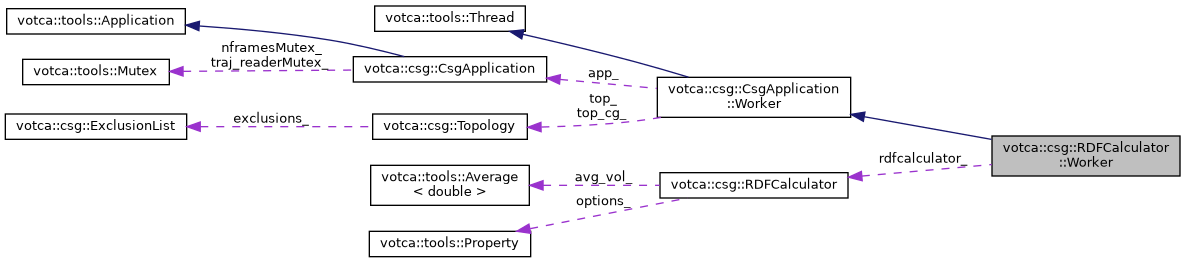 votca::tools::Application
votca::tools::Thread
nframesMutex_
traj_readerMutex_
votca::tools::Mutex
votca::csg::CsgApplication
app_
votca::csg::CsgApplication
::Worker
top_
top_cg_
exclusions_
votca::csg::ExclusionList
votca::csg::Topology
votca::csg::RDFCalculator
::Worker
rdfcalculator_
votca::tools::Average
< double >
avg_vol_
votca::csg::RDFCalculator
options_
votca::tools::Property